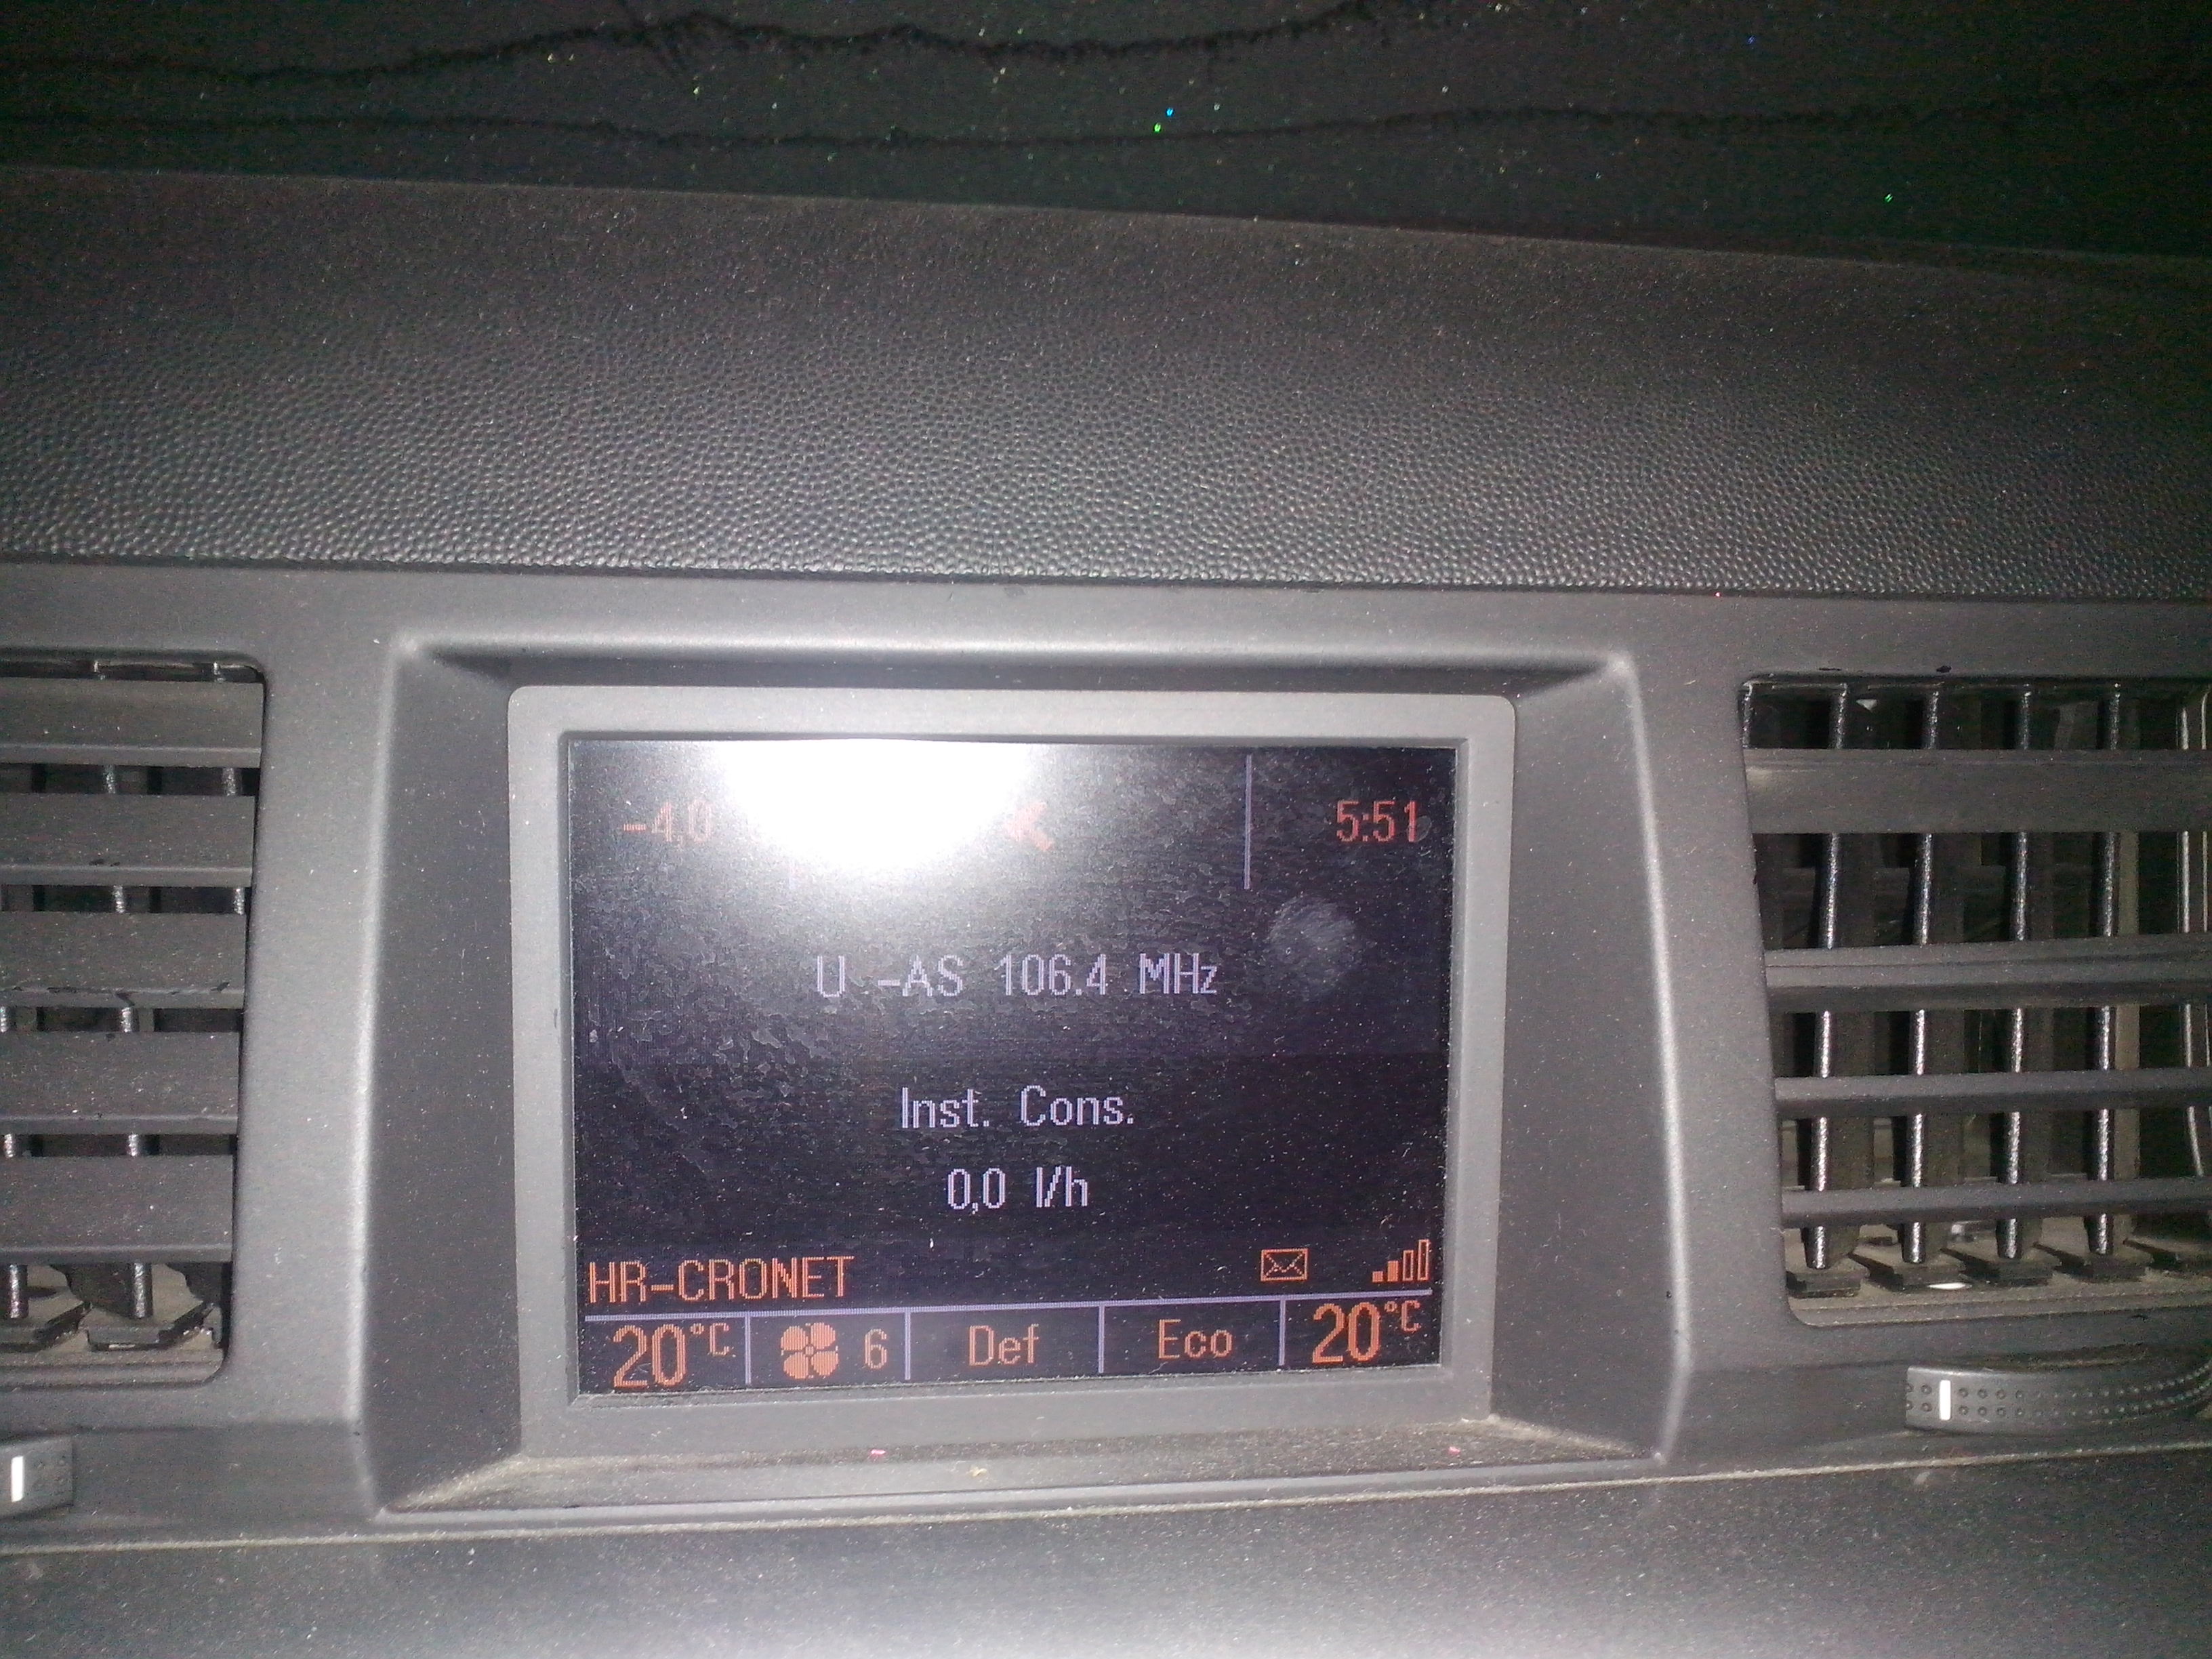 -4,0 5:51
U -AS 106.4 MHz
Inst. Cons.
0,0 l/h
HR-CRONET
20°C 6 Def Eco 20°C